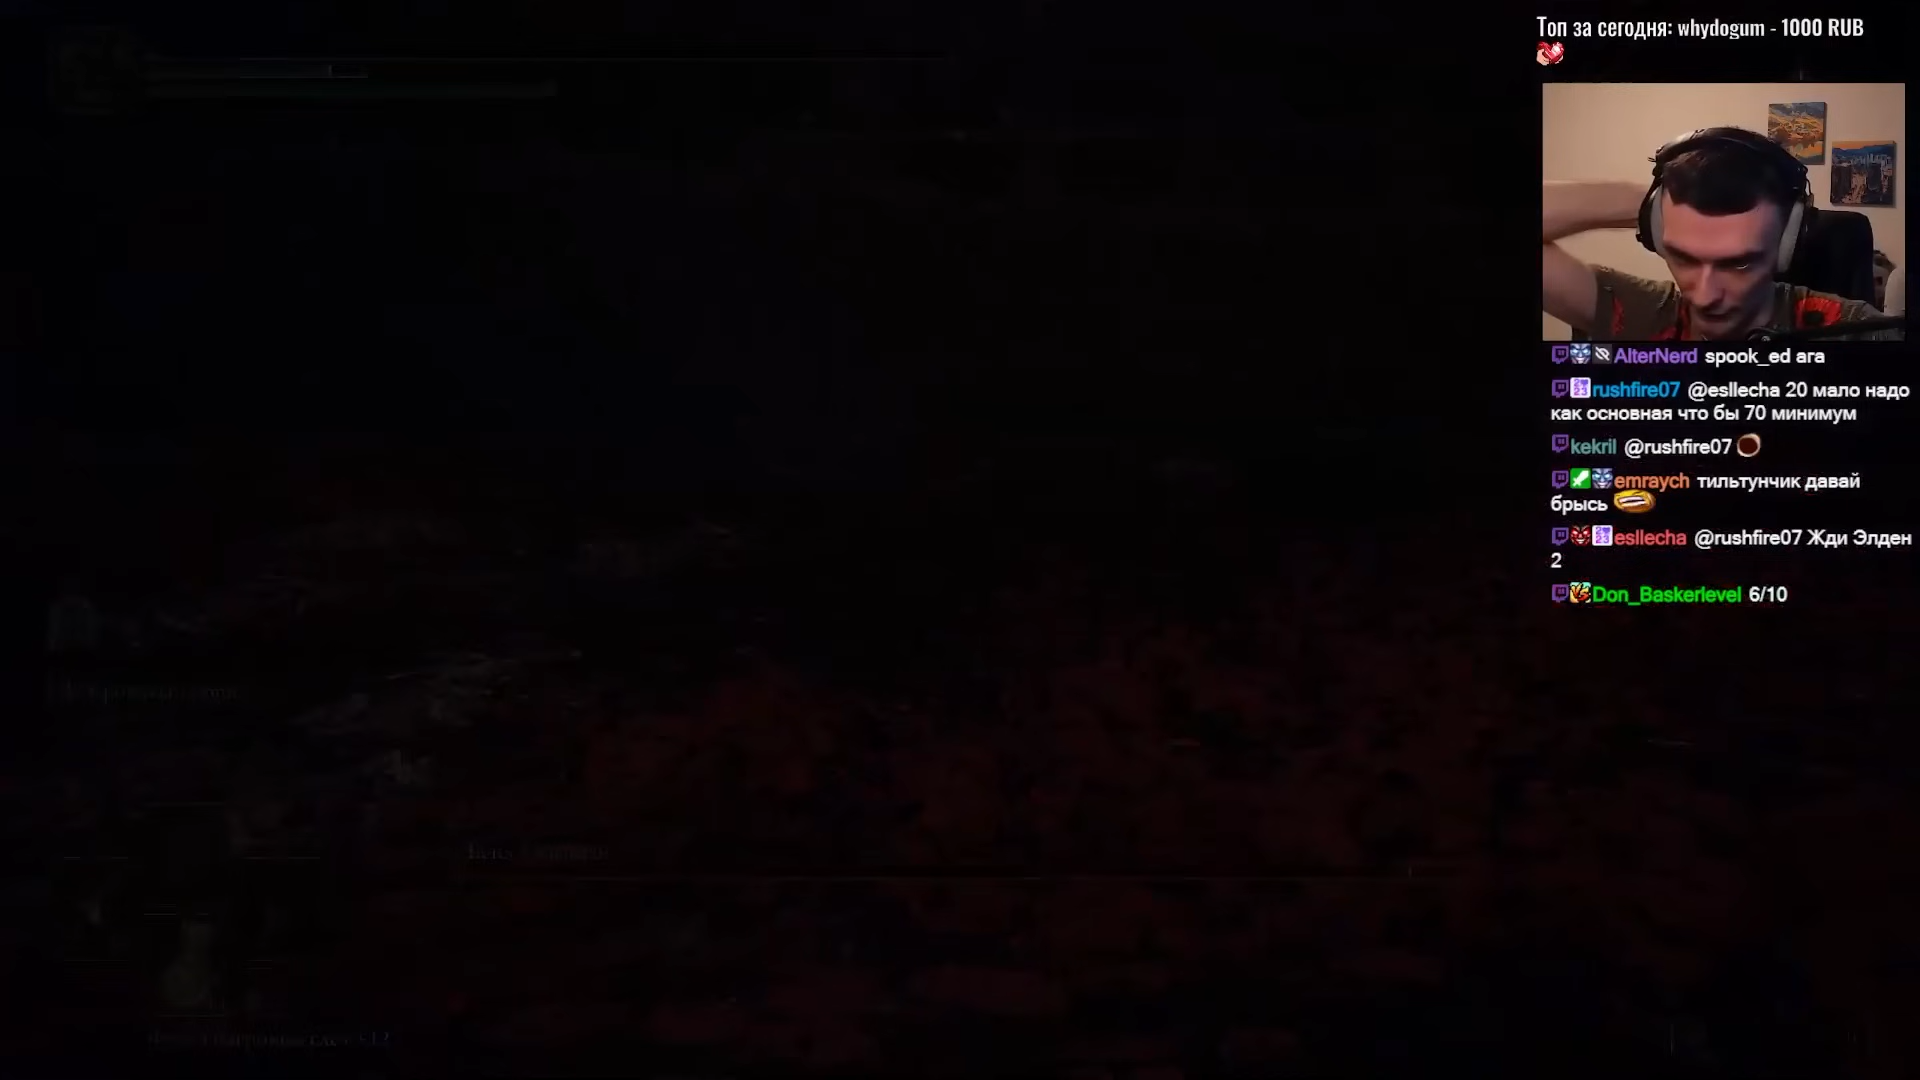 Топ за сегодня: whydogum - 1000 RUB
AlterNerd spook_ed ага
rushfire07 @esllecha 20 мало надо
как основная что бы 70 минимум
kekril @rushfire07
emraych тильтунчик давай
брысь
esllecha @rushfire07 Жди Элден
2
Don_Baskerlevel 6/10